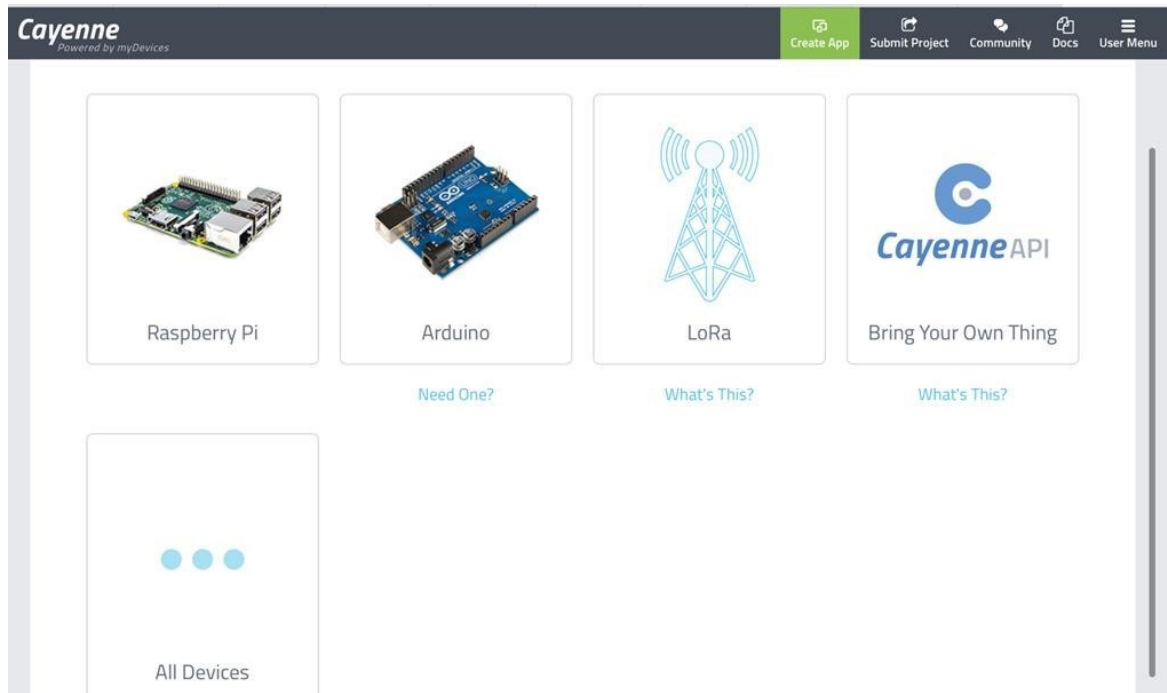 Cayenne
Powered by myDevices
Create App
Submit Project
Community
Docs
User Menu
Raspberry Pi
Arduino
LoRa
Cayenne API
Bring Your Own Thing
Need One?
What's This?
What's This?
All Devices